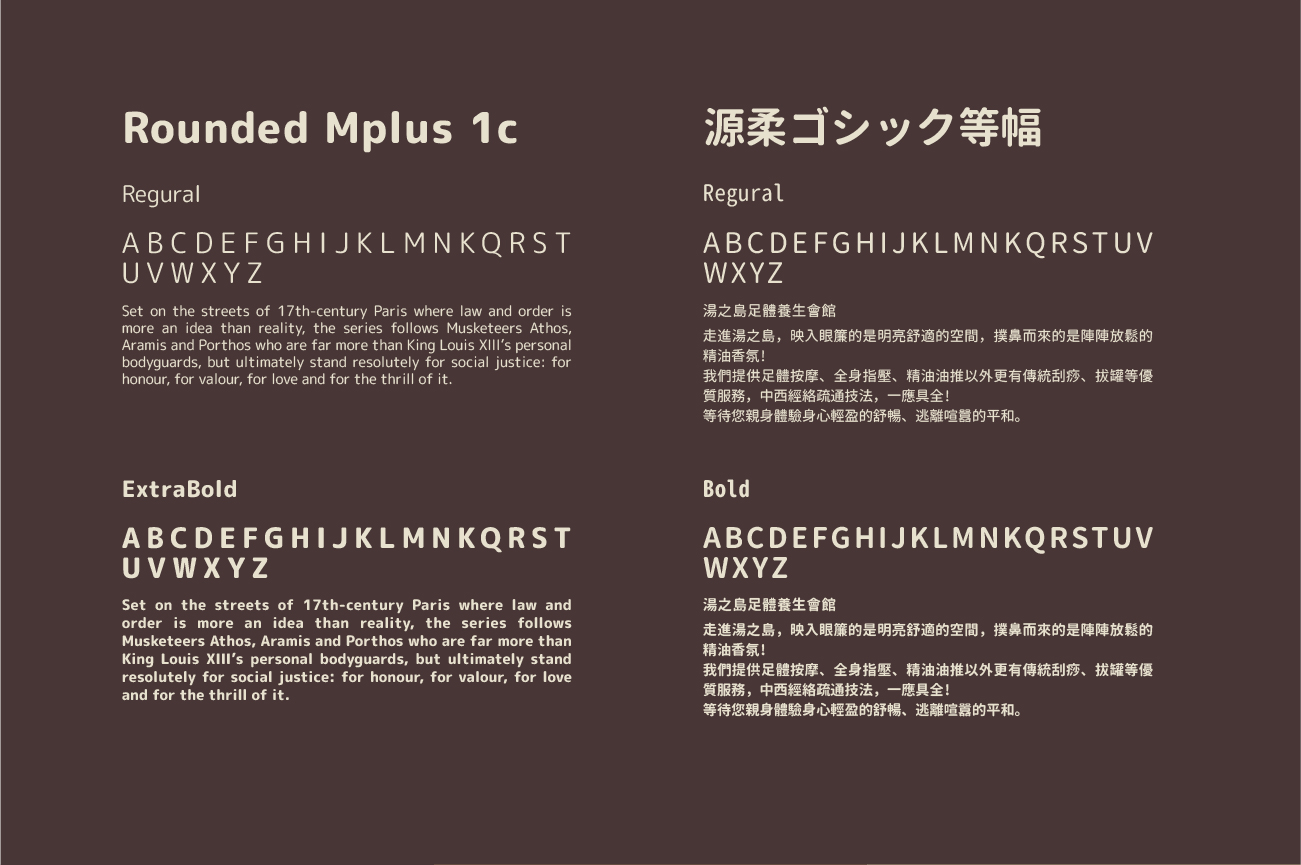 Rounded Mplus 1c
Regural
A B C D E F G H I J K L M N K Q R S T
U V W X Y Z
Set on the streets of 17th-century Paris where law and order is
more an idea than reality, the series follows Musketeers Athos,
Aramis and Porthos who are far more than King Louis XIII’s personal
bodyguards, but ultimately stand resolutely for social justice: for
honour, for valour, for love and for the thrill of it.
ExtraBold
A B C D E F G H I J K L M N K Q R S T
U V W X Y Z
Set on the streets of 17th-century Paris where law and
order is more an idea than reality, the series follows
Musketeers Athos, Aramis and Porthos who are far more than
King Louis XIII’s personal bodyguards, but ultimately stand
resolutely for social justice: for honour, for valour, for love
and for the thrill of it.
源柔ゴシック等幅
Regural
ABCDEFGHIJKLMNKQRSTUV
WXYZ
湯之島足體養生會館
走進湯之島，映入眼簾的是明亮舒適的空間，撲鼻而來的是陣陣放鬆的
精油香氛！
我們提供足體按摩、全身指壓、精油油推以外更有傳統刮痧、拔罐等優
質服務，中西經絡疏通技法，一應具全！
等待您親身體驗身心輕盈的舒暢、逃離喧囂的平和。
Bold
ABCDEFGHIJKLMNKQRSTUV
WXYZ
湯之島足體養生會館
走進湯之島，映入眼簾的是明亮舒適的空間，撲鼻而來的是陣陣放鬆的
精油香氛！
我們提供足體按摩、全身指壓、精油油推以外更有傳統刮痧、拔罐等優
質服務，中西經絡疏通技法，一應具全！
等待您親身體驗身心輕盈的舒暢、逃離喧囂的平和。